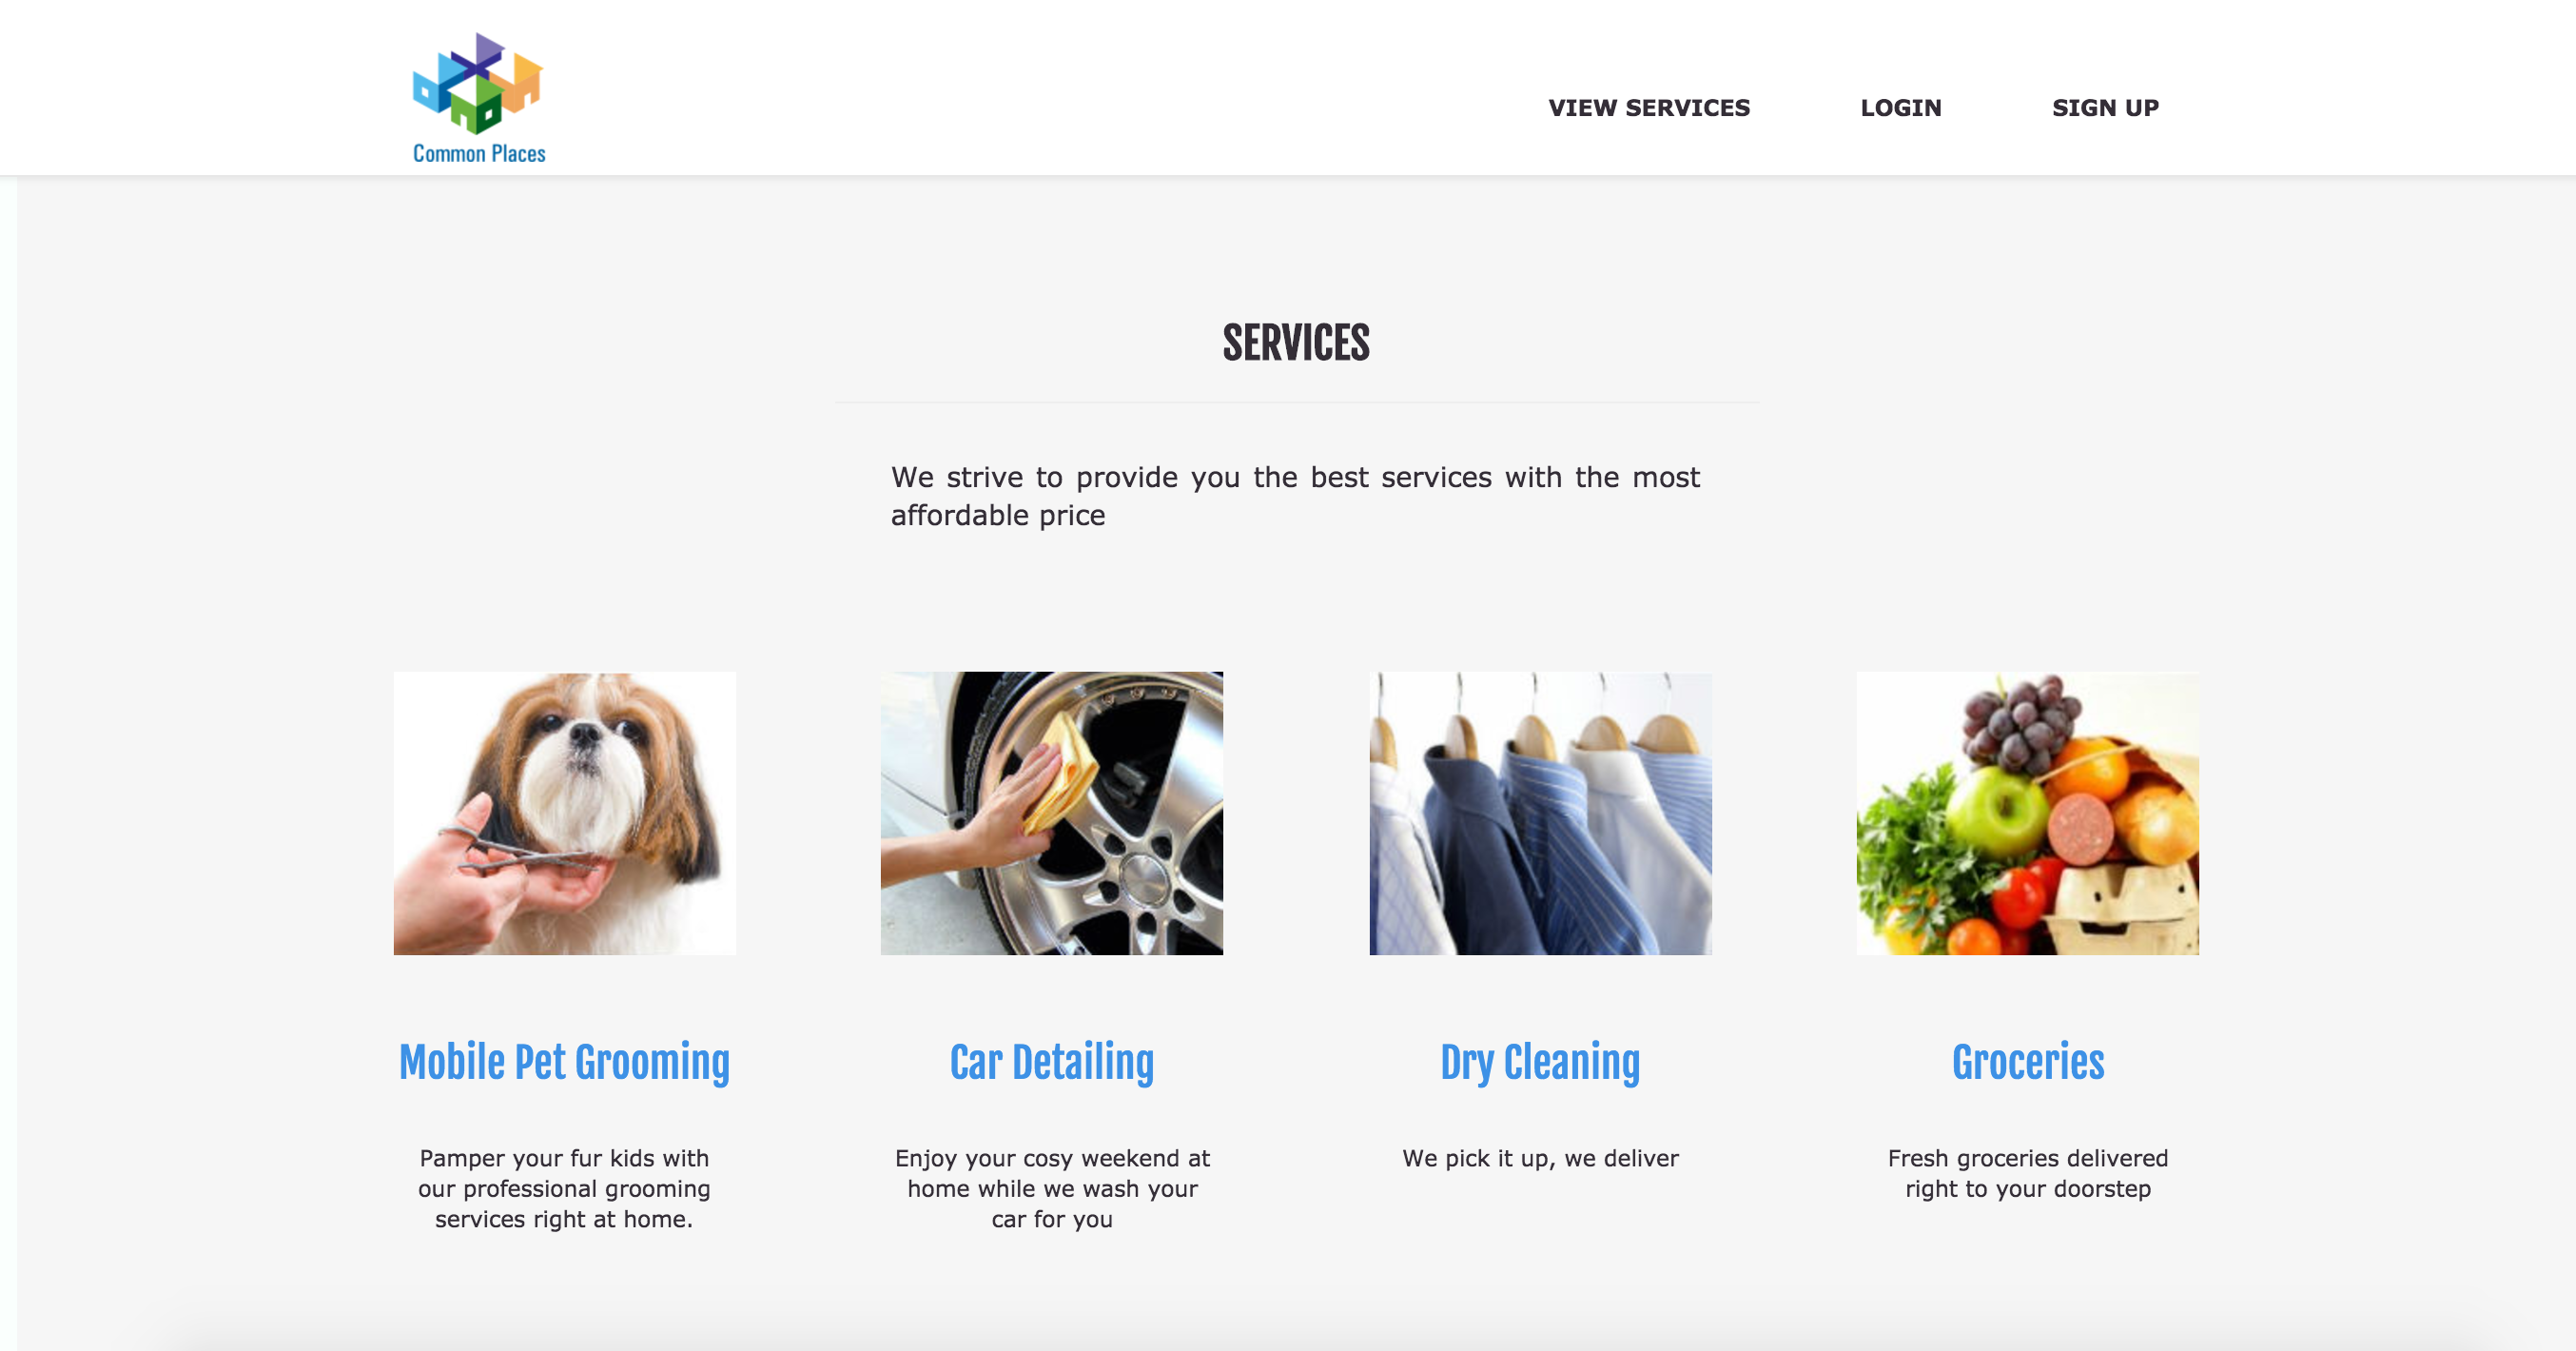 Common Places
VIEW SERVICES
LOGIN
SIGN UP
SERVICES
We strive to provide you the best services with the most
affordable price
Mobile Pet Grooming
Pamper your fur kids with
our professional grooming
services right at home.
Car Detailing
Enjoy your cosy weekend at
home while we wash your
car for you
Dry Cleaning
We pick it up, we deliver
Groceries
Fresh groceries delivered
right to your doorstep